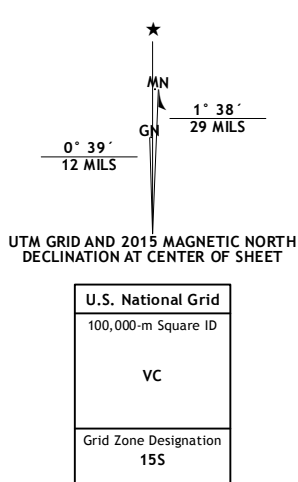 ★
MN
1° 38´
29 MILS
GN
0° 39´
12 MILS
UTM GRID AND 2015 MAGNETIC NORTH
DECLINATION AT CENTER OF SHEET
U.S. National Grid
100,000-m Square ID
VC
Grid Zone Designation
15S